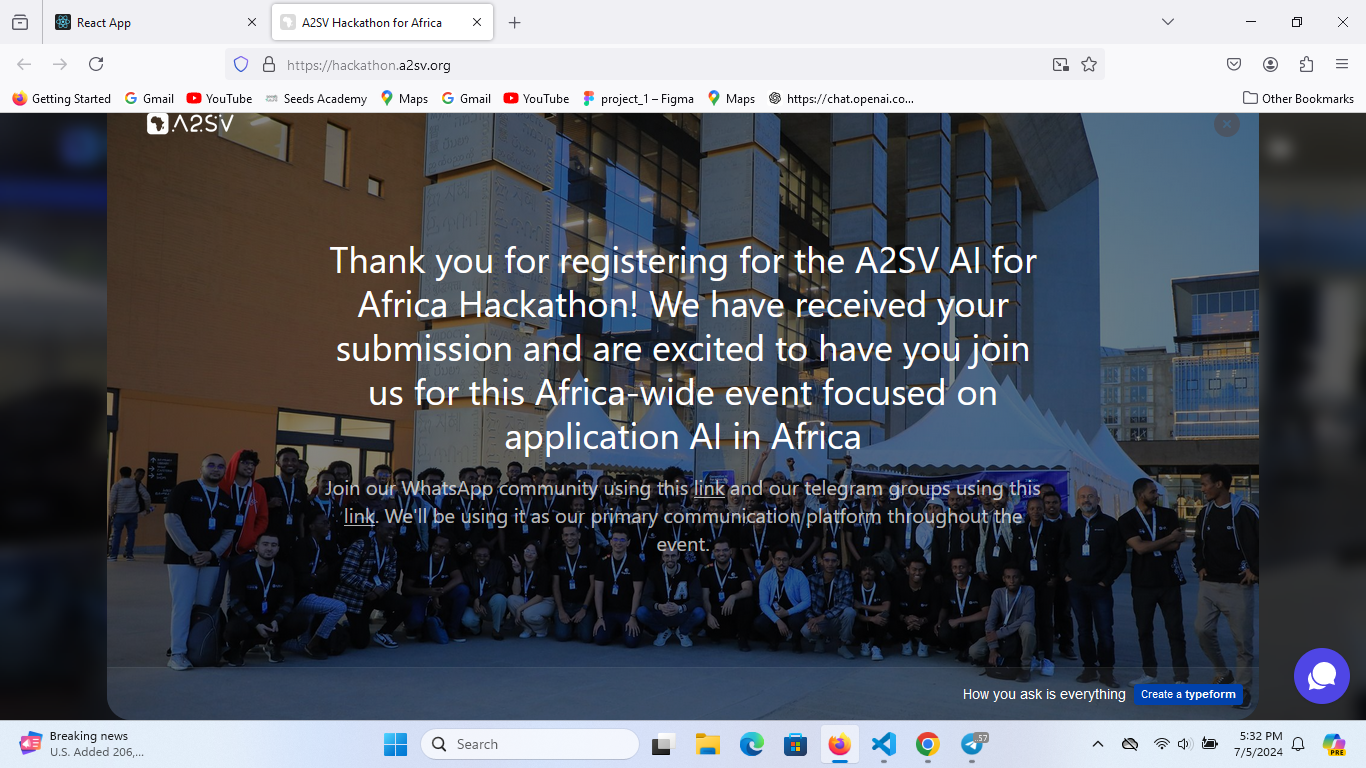 React App
A2SV Hackathon for Africa
https://hackathon.a2sv.org
Getting Started
Gmail
YouTube
Seeds Academy
Maps
Gmail
YouTube
project_1 – Figma
Maps
https://chat.openai.co...
Other Bookmarks
A2SV
Thank you for registering for the A2SV AI for
Africa Hackathon! We have received your
submission and are excited to have you join
us for this Africa-wide event focused on
application AI in Africa
Join our WhatsApp community using this link and our telegram groups using this
link. We'll be using it as our primary communication platform throughout the
event.
How you ask is everything
Create a typeform
Breaking news
U.S. Added 206,...
Search
57
PRE
5:32 PM
7/5/2024